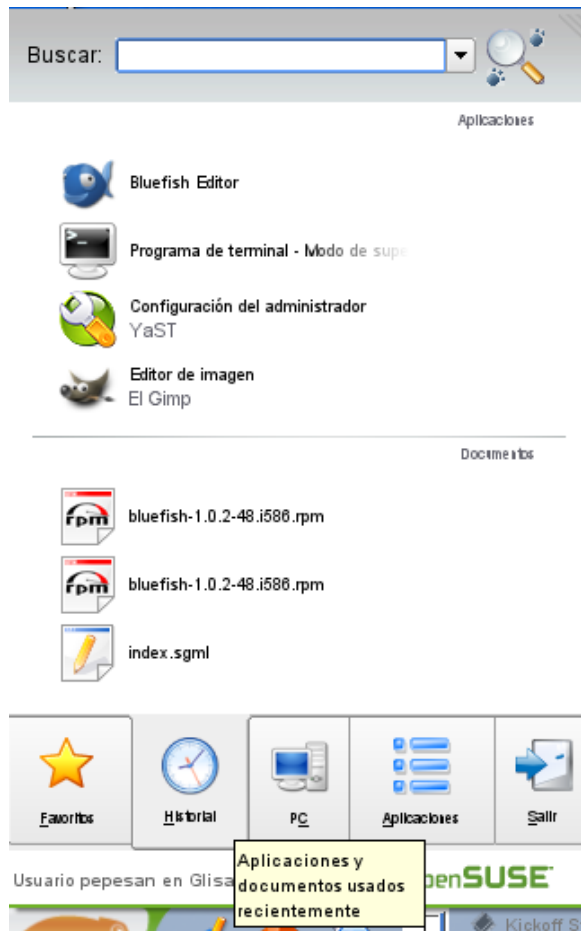 Buscar:
Aplicaciones
Bluefish Editor
Programa de terminal - Modo de supe
Configuración del administrador
YaST
Editor de imagen
El Gimp
Documentos
bluefish-1.0.2-48.i586.rpm
bluefish-1.0.2-48.i586.rpm
index.sgml
Favoritos
Historial
PC
Aplicaciones
Salir
Usuario pepesan en Glisa
penSUSE
Aplicaciones y
documentos usados
recientemente
Kickoff S